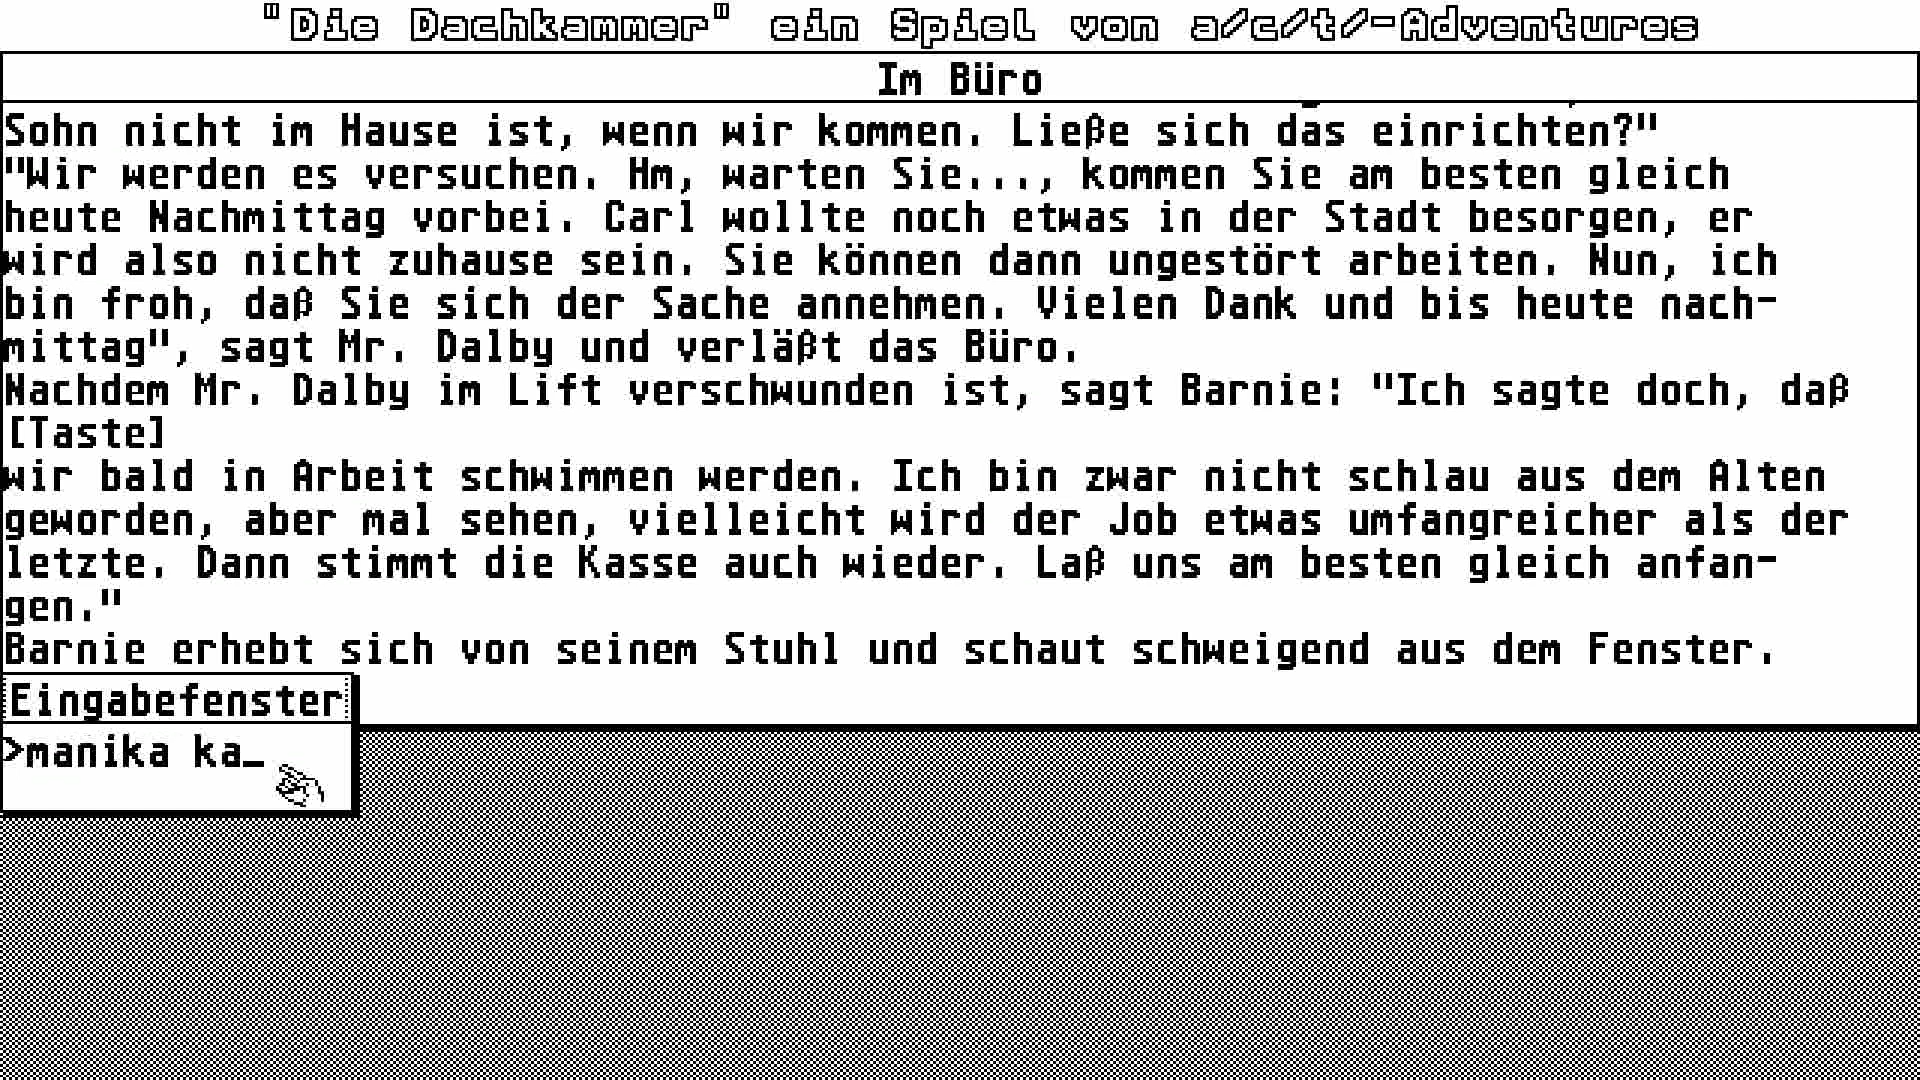 "Die Dachkammer" ein Spiel von a/c/t/-Adventures
Im Büro
Sohn nicht im Hause ist, wenn wir kommen. Ließe sich das einrichten?"
"Wir werden es versuchen. Hm, warten Sie..., kommen Sie am besten gleich
heute Nachmittag vorbei. Carl wollte noch etwas in der Stadt besorgen, er
wird also nicht zuhause sein. Sie können dann ungestört arbeiten. Nun, ich
bin froh, daß Sie sich der Sache annehmen. Vielen Dank und bis heute nach-
mittag", sagt Mr. Dalby und verläßt das Büro.
Nachdem Mr. Dalby im Lift verschwunden ist, sagt Barnie: "Ich sagte doch, daß
[Taste]
wir bald in Arbeit schwimmen werden. Ich bin zwar nicht schlau aus dem Alten
geworden, aber mal sehen, vielleicht wird der Job etwas umfangreicher als der
letzte. Dann stimmt die Kasse auch wieder. Laß uns am besten gleich anfan-
gen."
Barnie erhebt sich von seinem Stuhl und schaut schweigend aus dem Fenster.
Eingabefenster
>manika ka_